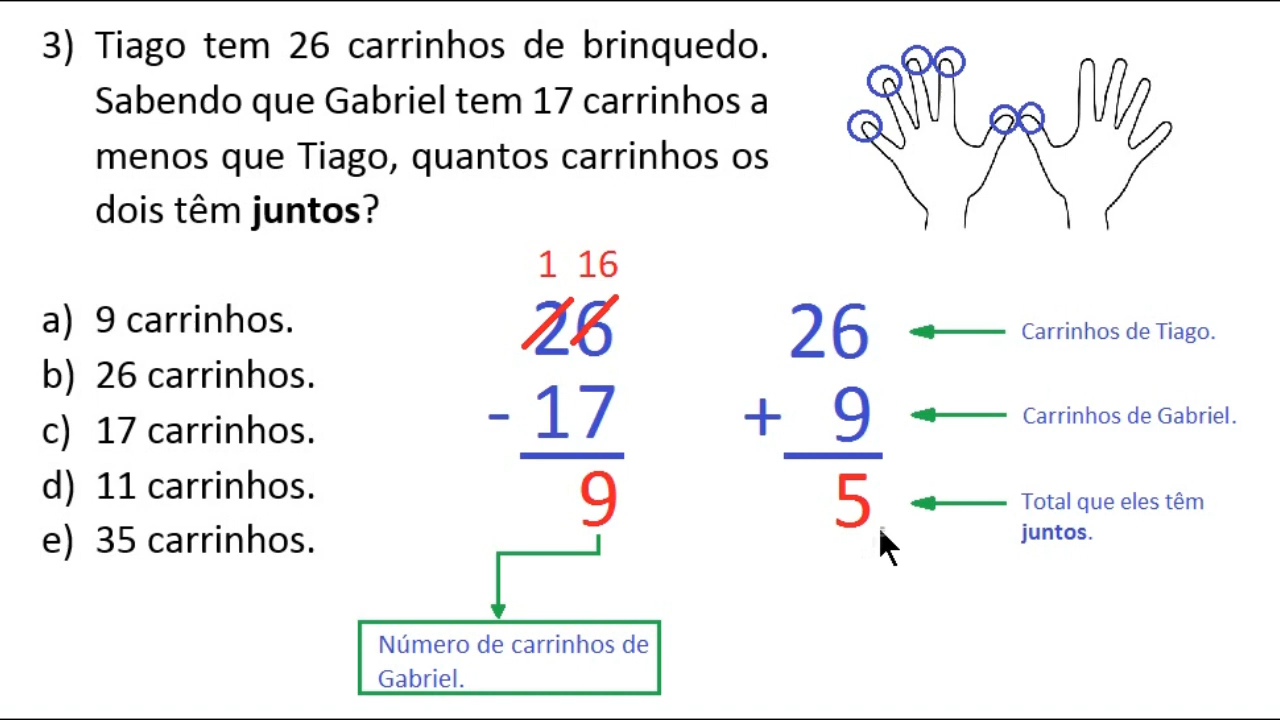 3) Tiago tem 26 carrinhos de brinquedo.
Sabendo que Gabriel tem 17 carrinhos a
menos que Tiago, quantos carrinhos os
dois têm juntos?
a) 9 carrinhos.
b) 26 carrinhos.
c) 17 carrinhos.
d) 11 carrinhos.
e) 35 carrinhos.
1 16
26
- 17
9
Número de carrinhos de
Gabriel.
26
+ 9
5
Carrinhos de Tiago.
Carrinhos de Gabriel.
Total que eles têm
juntos.